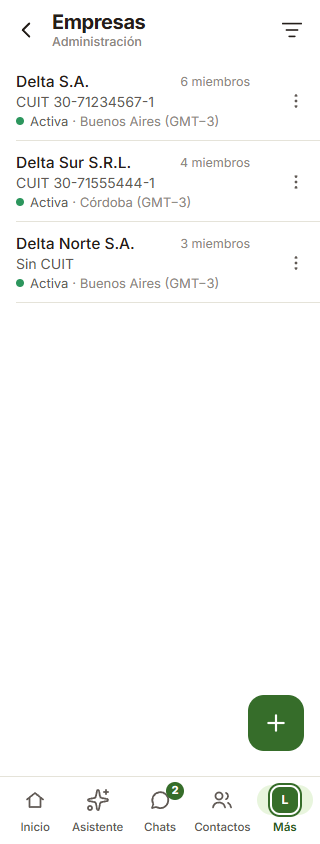 Empresas
Administración
Delta S.A. 6 miembros
CUIT 30-71234567-1
Activa · Buenos Aires (GMT−3)
Delta Sur S.R.L. 4 miembros
CUIT 30-71555444-1
Activa · Córdoba (GMT−3)
Delta Norte S.A. 3 miembros
Sin CUIT
Activa · Buenos Aires (GMT−3)
2
L
Inicio Asistente Chats Contactos Más